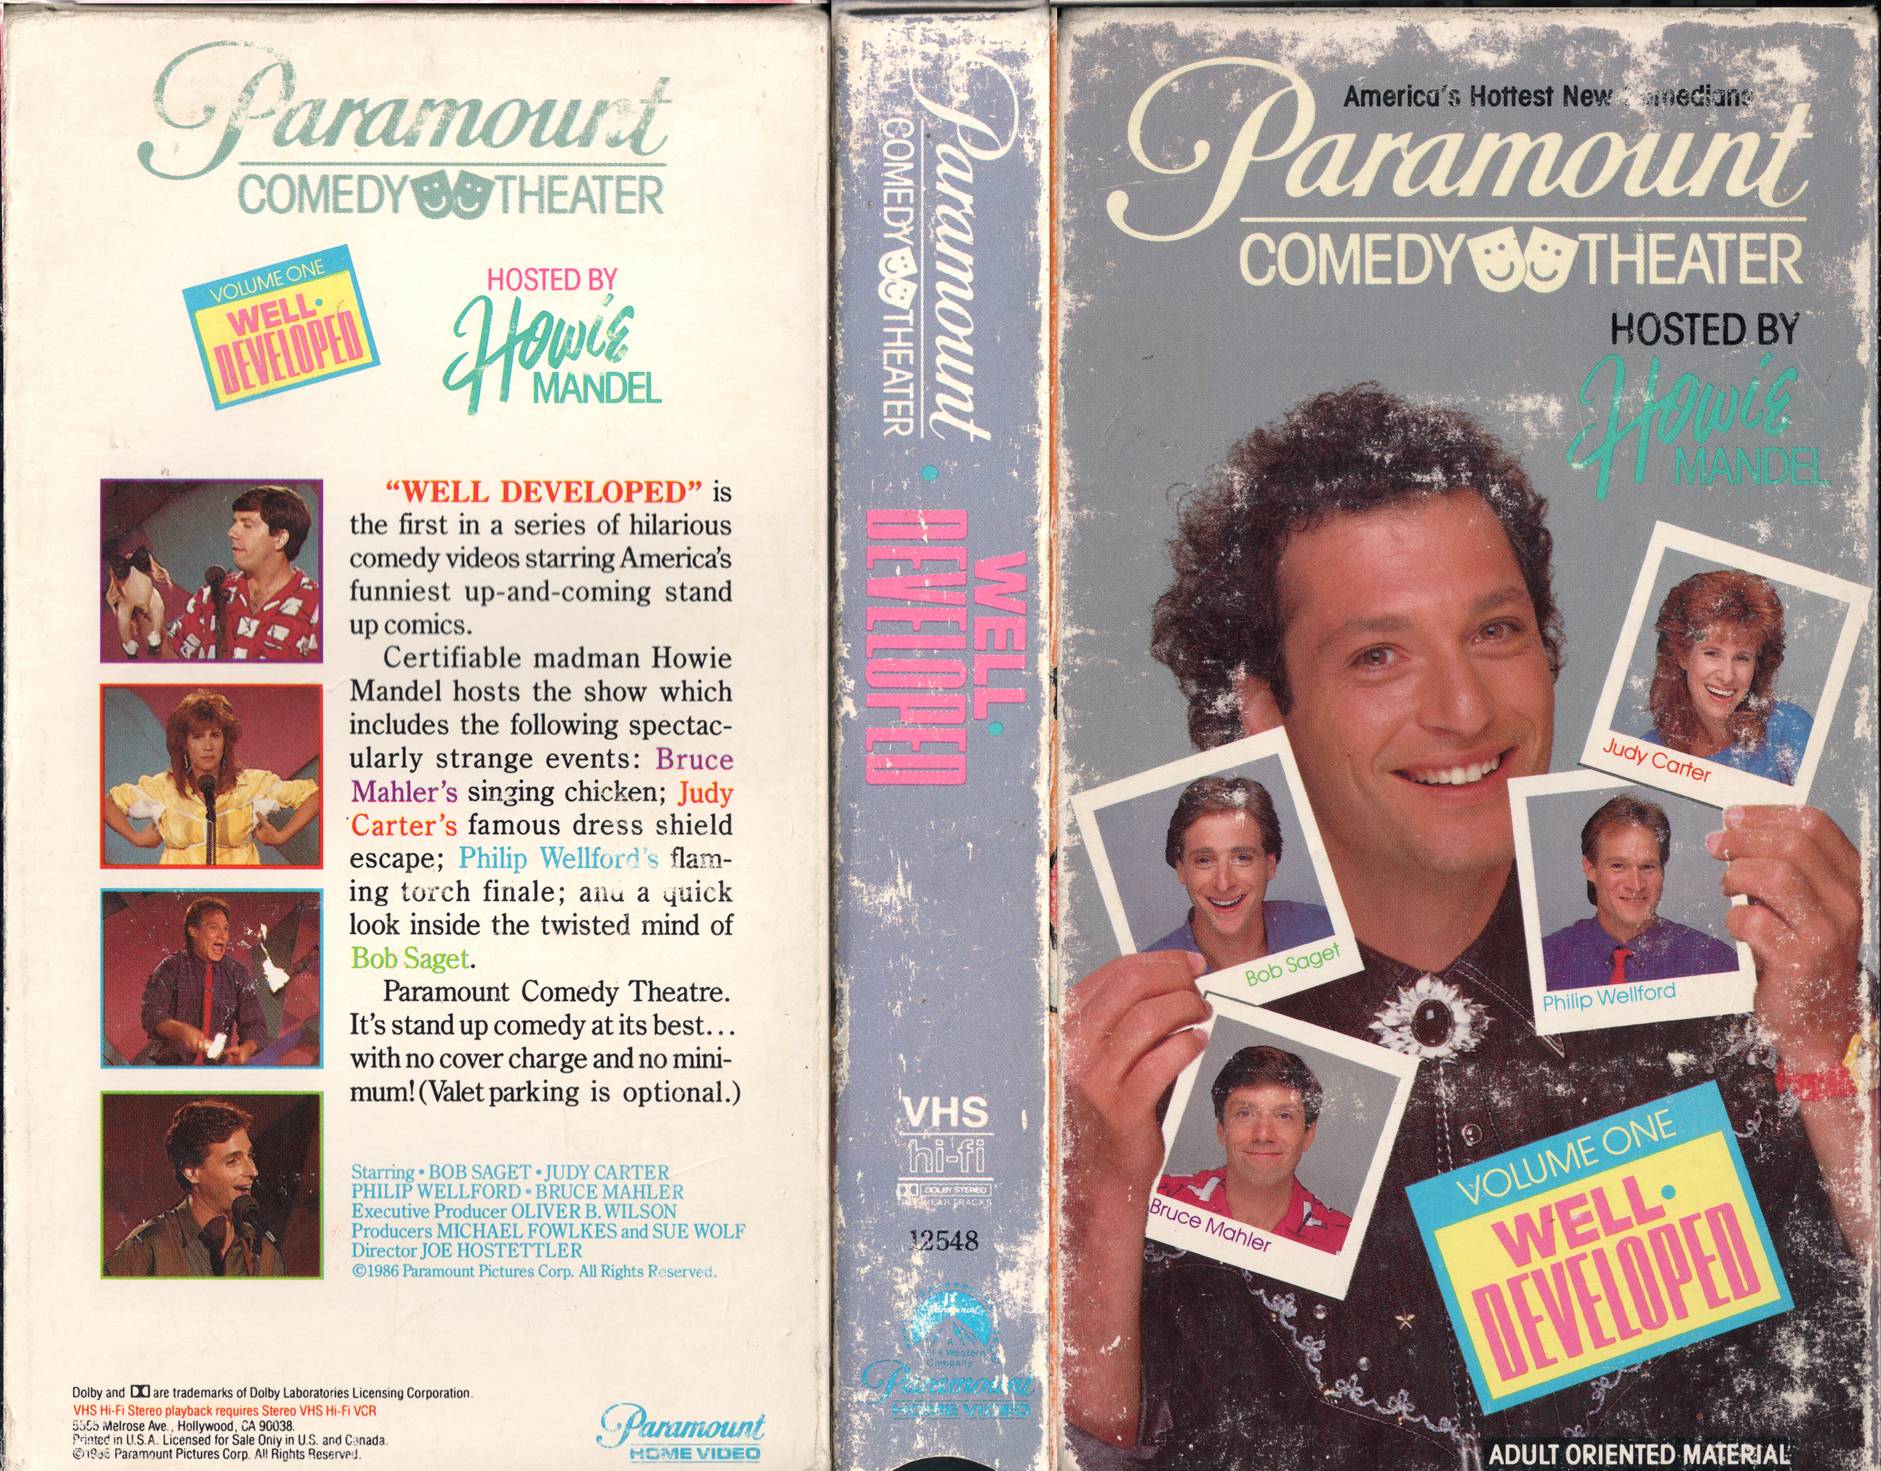 Paramount
COMEDY THEATER
VOLUME ONE
WELL.
DEVELOPED
HOSTED BY
Howie
MANDEL
“WELL DEVELOPED” is
the first in a series of hilarious
comedy videos starring America's
funniest up-and-coming stand
up comics.
Certifiable madman Howie
Mandel hosts the show which
includes the following spectac-
ularly strange events: Bruce
Mahler's singing chicken; Judy
Carter's famous dress shield
escape; Philip Wellford's flam-
ing torch finale; and a quick
look inside the twisted mind of
Bob Saget.
Paramount Comedy Theatre.
It's stand up comedy at its best...
with no cover charge and no mini-
mum! (Valet parking is optional.)
Starring • BOB SAGET • JUDY CARTER
PHILIP WELLFORD • BRUCE MAHLER
Executive Producer OLIVER B. WILSON
Producers MICHAEL FOWLKES and SUE WOLF
Director JOE HOSTETTLER
©1986 Paramount Pictures Corp. All Rights Reserved.
Dolby and DD are trademarks of Dolby Laboratories Licensing Corporation.
VHS Hi-Fi Stereo playback requires Stereo VHS Hi-Fi VCR
5555 Melrose Ave., Hollywood, CA 90038.
Printed in U.S.A. Licensed for Sale Only in U.S. and Canada.
©1986 Paramount Pictures Corp. All Rights Reserved.
Paramount
HOME VIDEO
Paramount
COMEDY THEATER
WELL.
DEVELOPED
VHS
hi-fi
DOLBY STEREO
12548
Paramount
Western
Company
Paramount
HOME VIDEO
America's Hottest New Comedians
Paramount
COMEDY THEATER
HOSTED BY
Howie
MANDEL
Judy Carter
Bob Saget
Philip Wellford
Bruce Mahler
VOLUME ONE
WELL.
DEVELOPED
ADULT ORIENTED MATERIAL